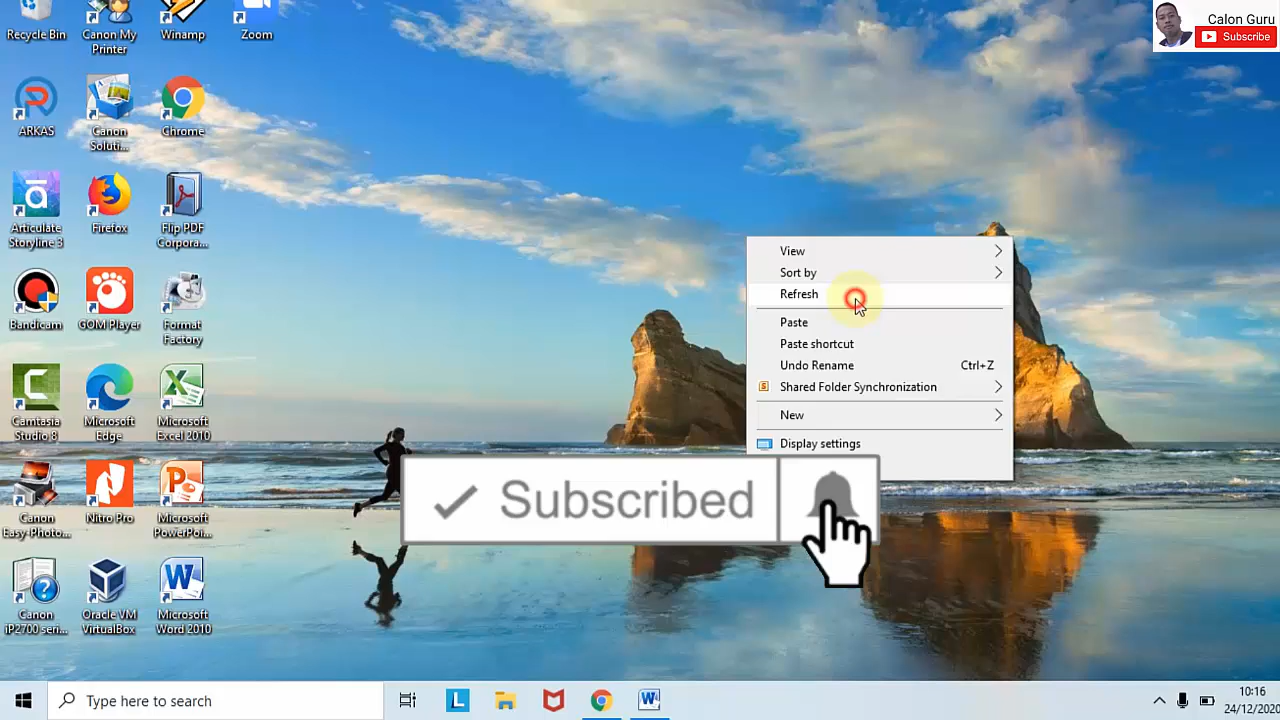 Calon Guru
Subscribe
Recycle Bin
Canon My
Printer
Winamp
Zoom
ARKAS
Canon
Soluti...
Chrome
Articulate
Storyline 3
Firefox
Flip PDF
Corpora...
Bandicam
GOM Player
Format
Factory
Camtasia
Studio 8
Microsoft
Edge
Microsoft
Excel 2010
Canon
Easy-Photo...
Nitro Pro
Microsoft
PowerPoi...
Canon
iP2700 seri...
Oracle VM
VirtualBox
Microsoft
Word 2010
View
Sort by
Refresh
Paste
Paste shortcut
Undo Rename Ctrl+Z
Shared Folder Synchronization
New
Display settings
Subscribed
Type here to search
10:16
24/12/2020